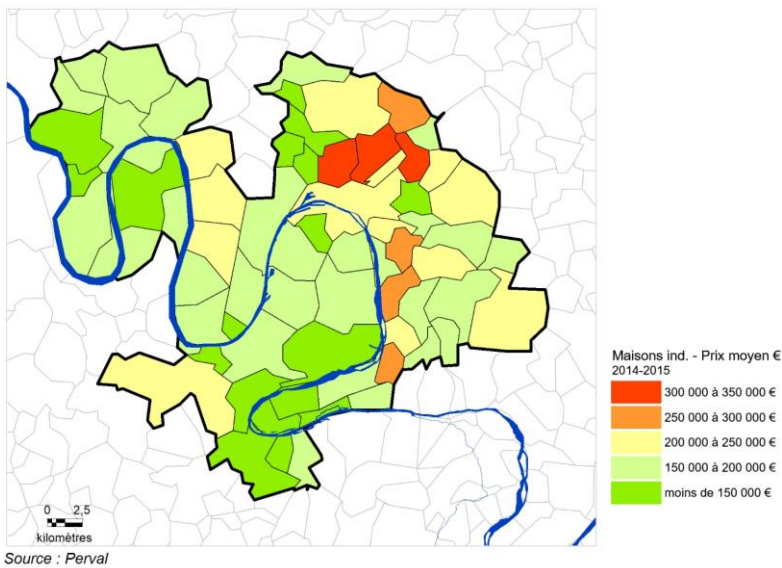 Maisons ind. - Prix moyen €
2014-2015
300 000 à 350 000 €
250 000 à 300 000 €
200 000 à 250 000 €
150 000 à 200 000 €
moins de 150 000 €
0 2,5
kilomètres
Source : Perval